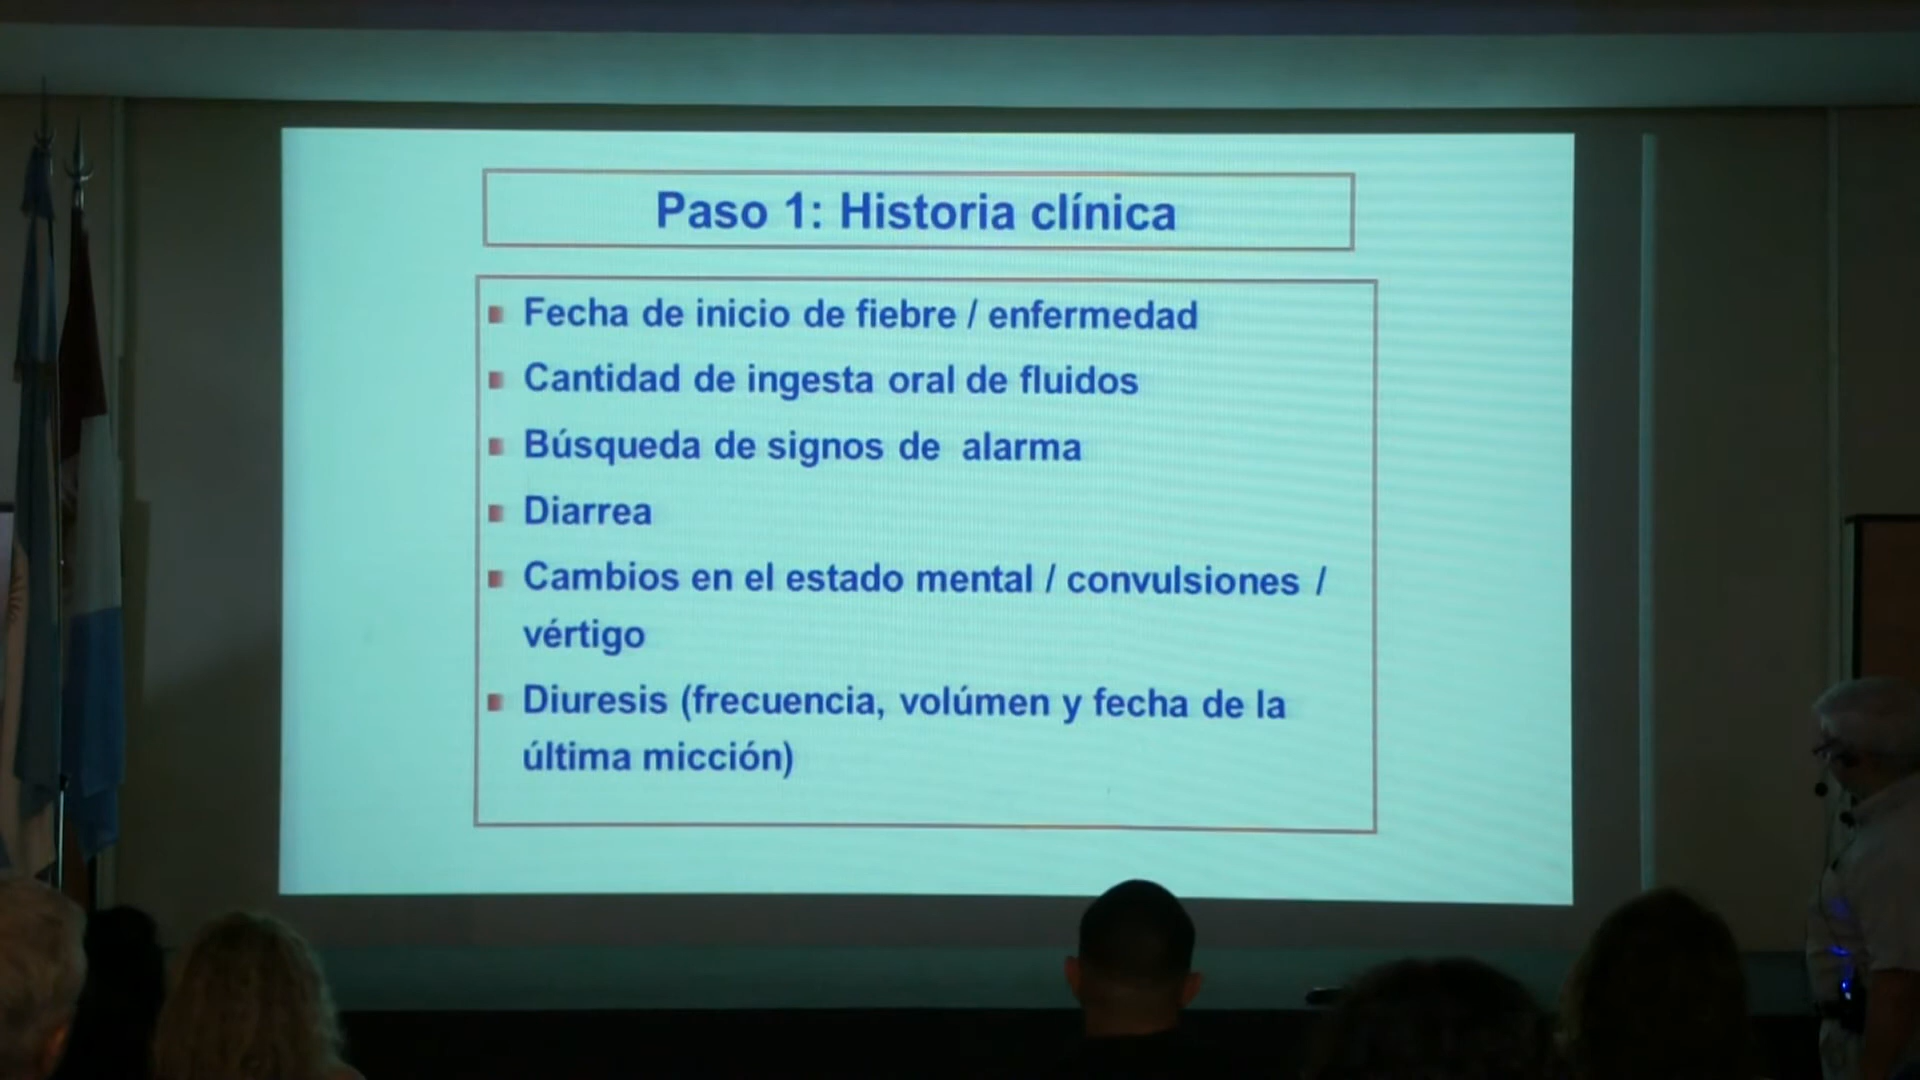 Paso 1: Historia clínica
Fecha de inicio de fiebre / enfermedad
Cantidad de ingesta oral de fluidos
Búsqueda de signos de alarma
Diarrea
Cambios en el estado mental / convulsiones /
vértigo
Diuresis (frecuencia, volúmen y fecha de la
última micción)